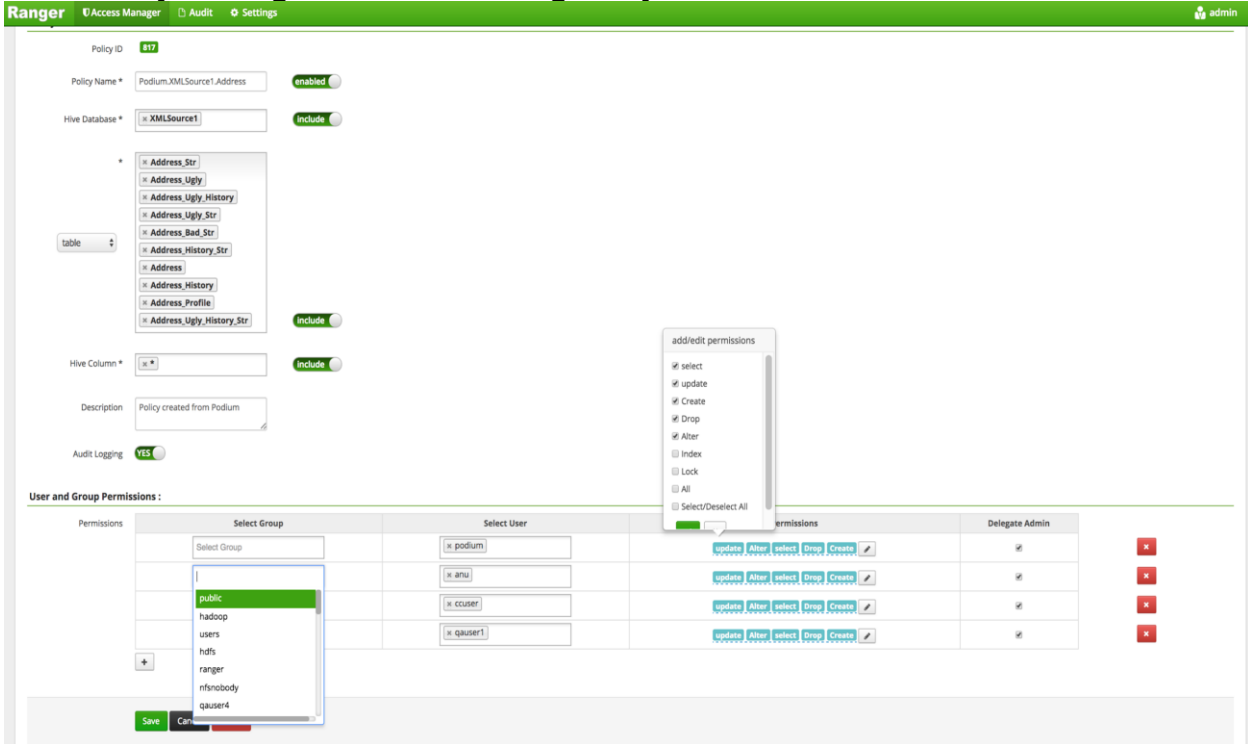 Ranger Access Manager Audit Settings admin
Policy ID 817
Policy Name * Podium.XMLSource1.Address enabled
Hive Database * × XMLSource1 include
* × Address_Str
× Address_Ugly
× Address_Ugly_History
× Address_Ugly_Str
× Address_Bad_Str
table × Address_History_Str
× Address
× Address_History
× Address_Profile
× Address_Ugly_History_Str include
Hive Column * × * include
Description Policy created from Podium
Audit Logging YES
add/edit permissions
select
update
Create
Drop
Alter
Index
Lock
All
Select/Deselect All
User and Group Permissions :
Permissions Select Group Select User ermissions Delegate Admin
Select Group × podium update Alter select Drop Create ×
× anu update Alter select Drop Create ×
× ccuser update Alter select Drop Create ×
× qauser1 update Alter select Drop Create ×
public
hadoop
users
hdfs
ranger
nfsnobody
qauser4
+
Save Can